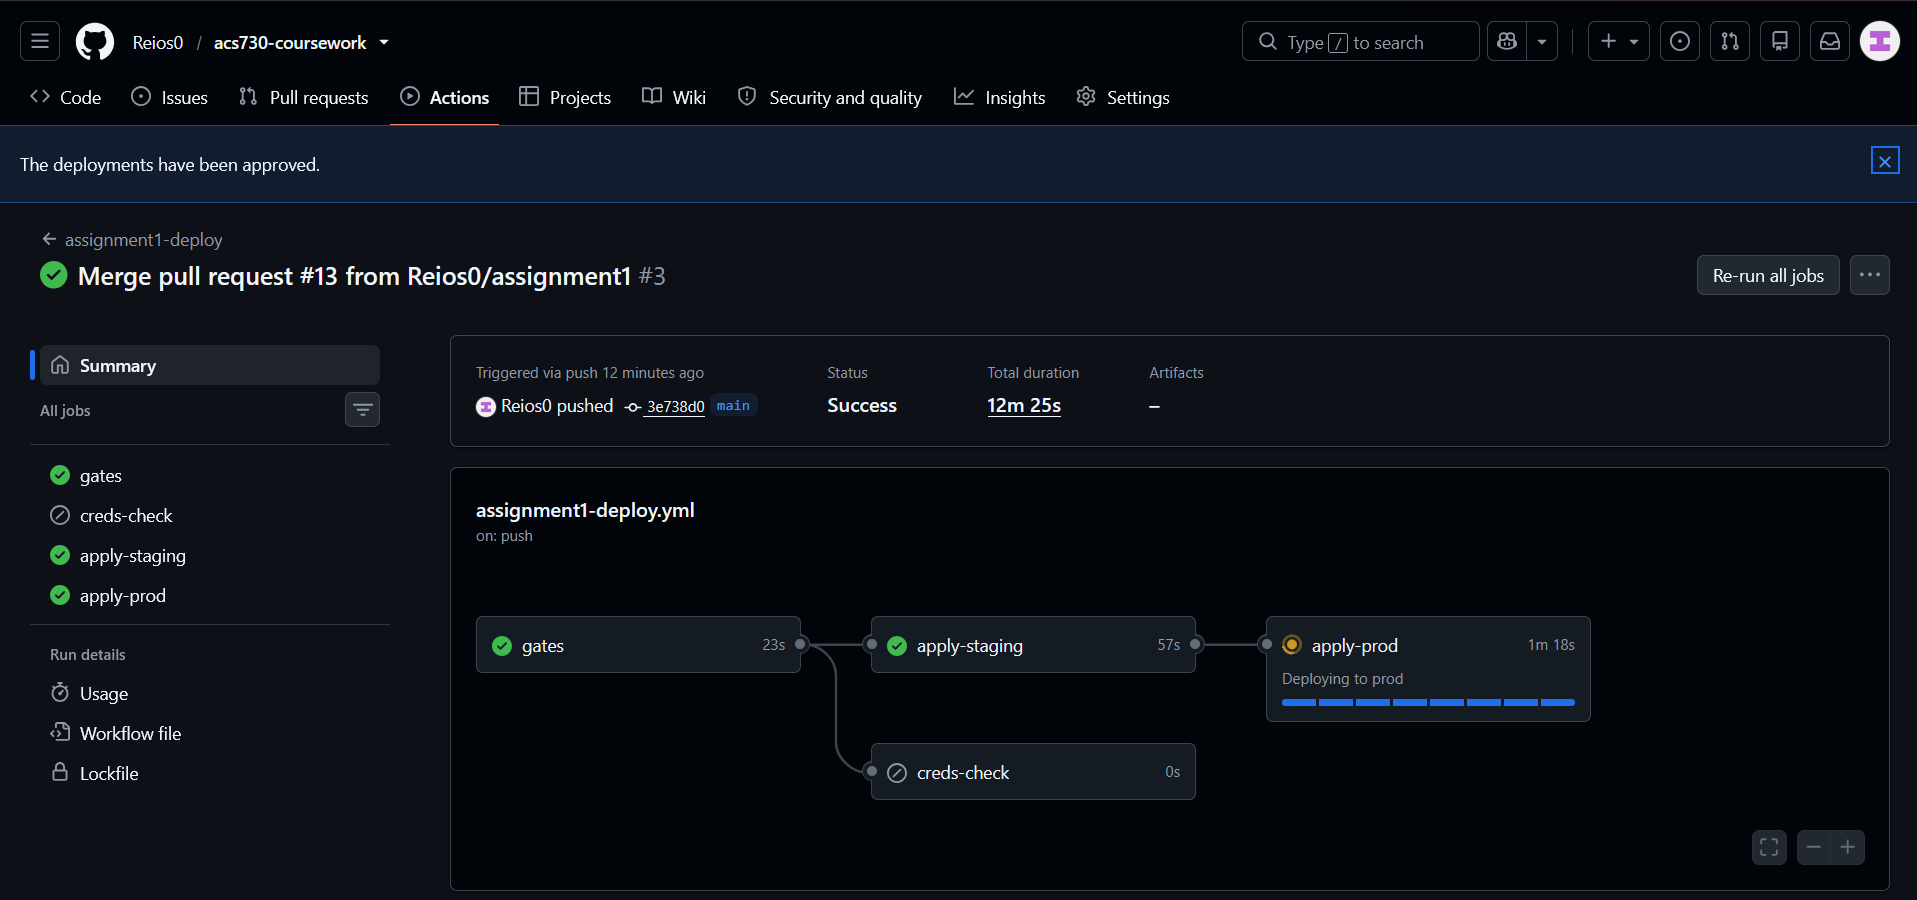 Reios0 / acs730-coursework
Type / to search
Code
Issues
Pull requests
Actions
Projects
Wiki
Security and quality
Insights
Settings
The deployments have been approved.
← assignment1-deploy
Merge pull request #13 from Reios0/assignment1 #3
Re-run all jobs
Summary
All jobs
gates
creds-check
apply-staging
apply-prod
Run details
Usage
Workflow file
Lockfile
Triggered via push 12 minutes ago
Reios0 pushed 3e738d0 main
Status
Success
Total duration
12m 25s
Artifacts
–
assignment1-deploy.yml
on: push
gates 23s
apply-staging 57s
apply-prod 1m 18s
Deploying to prod
creds-check 0s